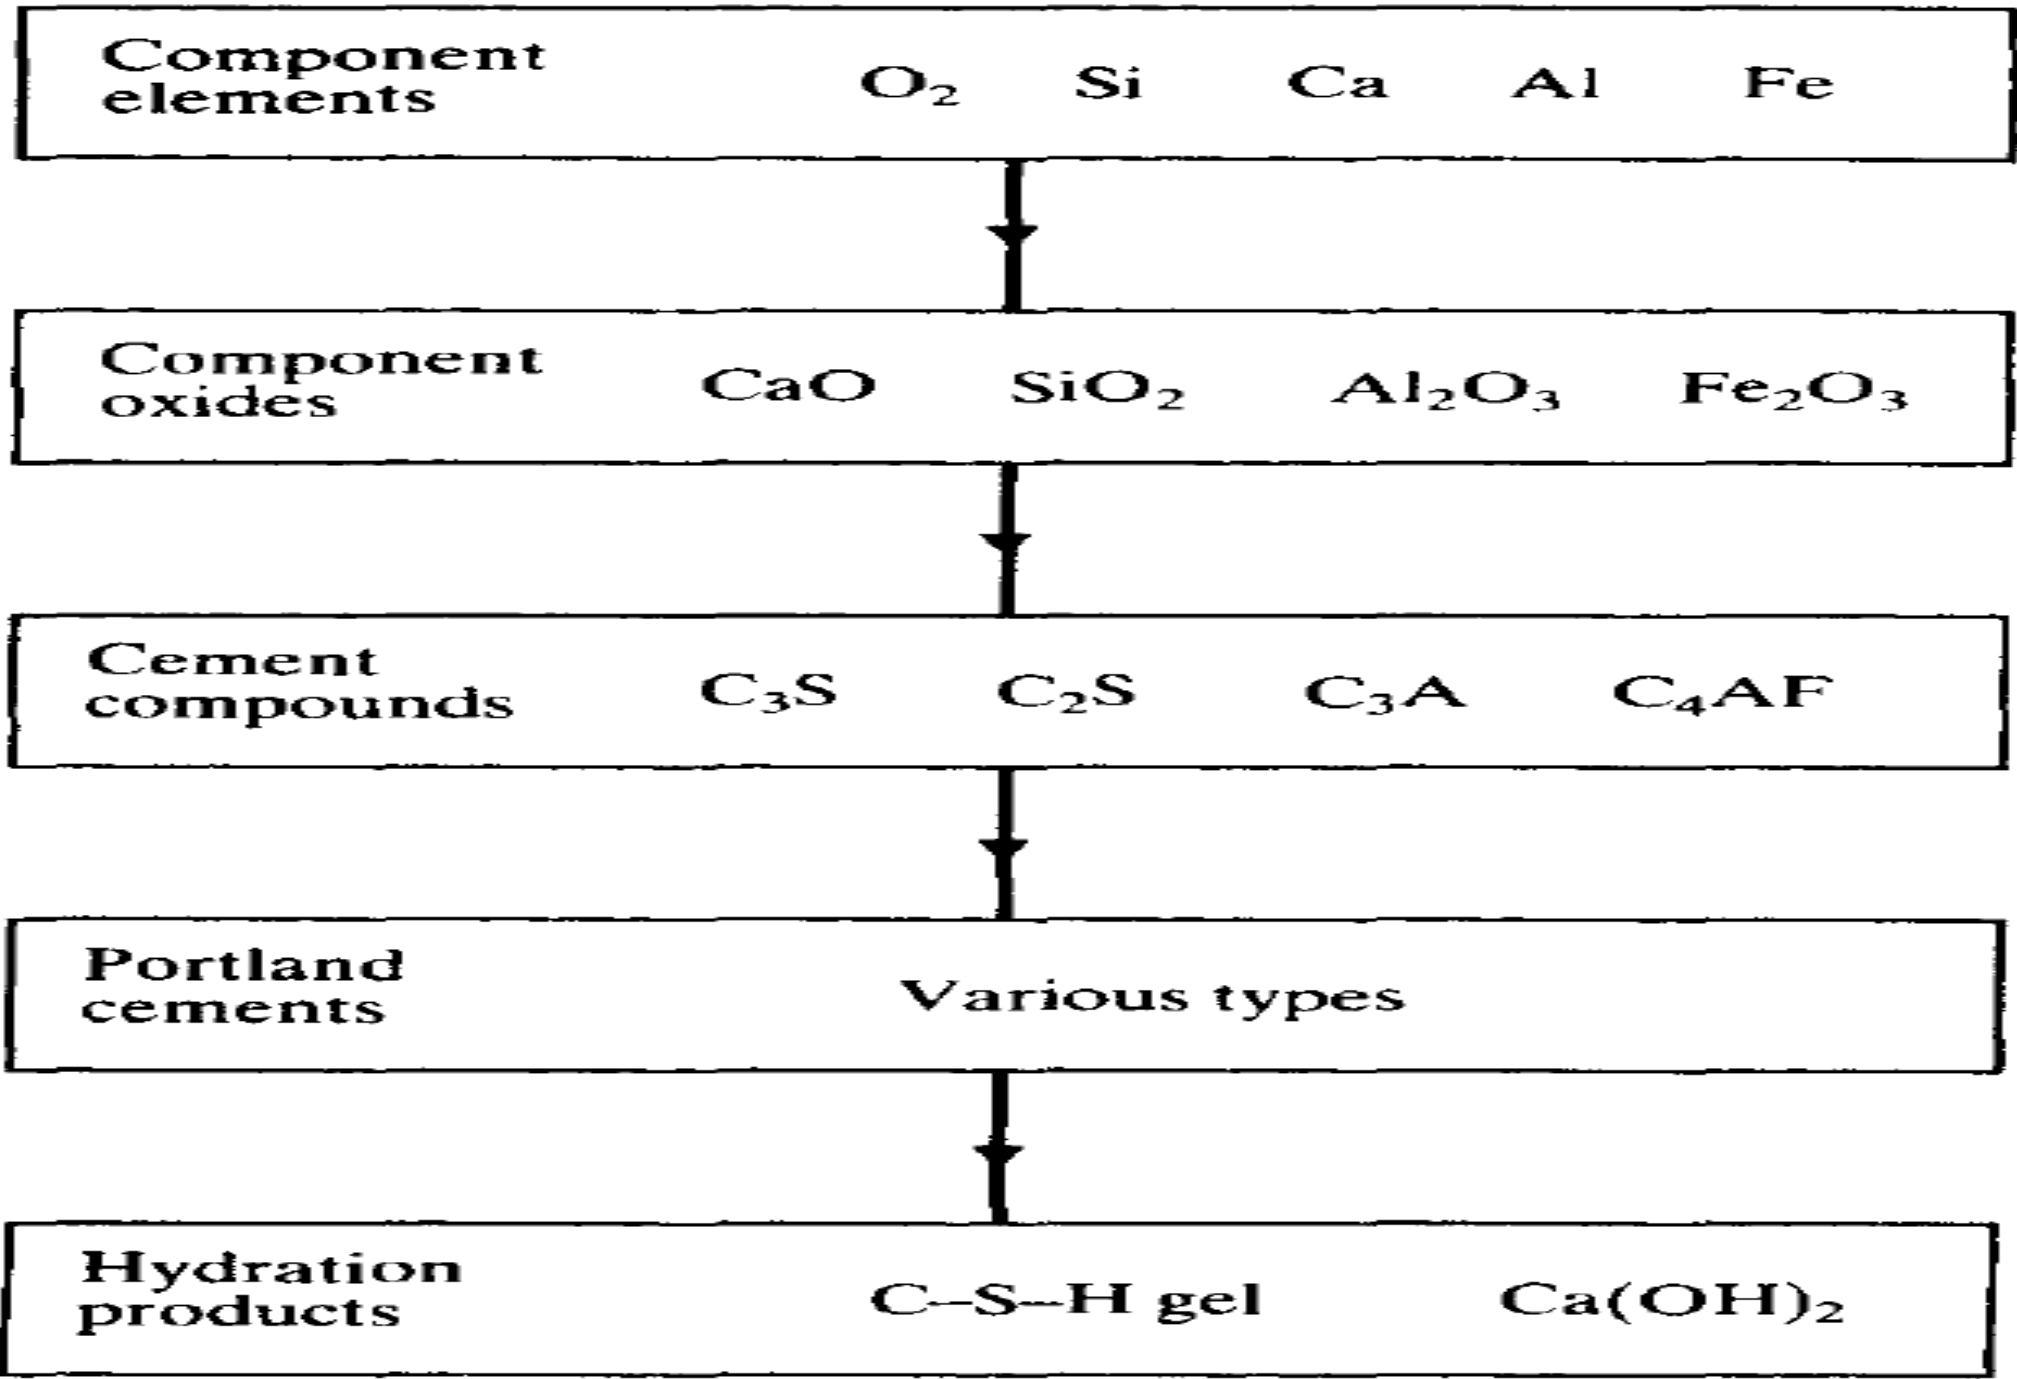 Component
elements
O₂ Si Ca Al Fe
Component
oxides
CaO SiO₂ Al₂O₃ Fe₂O₃
Cement
compounds
C₃S C₂S C₃A C₄AF
Portland
cements
Various types
Hydration
products
C–S–H gel Ca(OH)₂